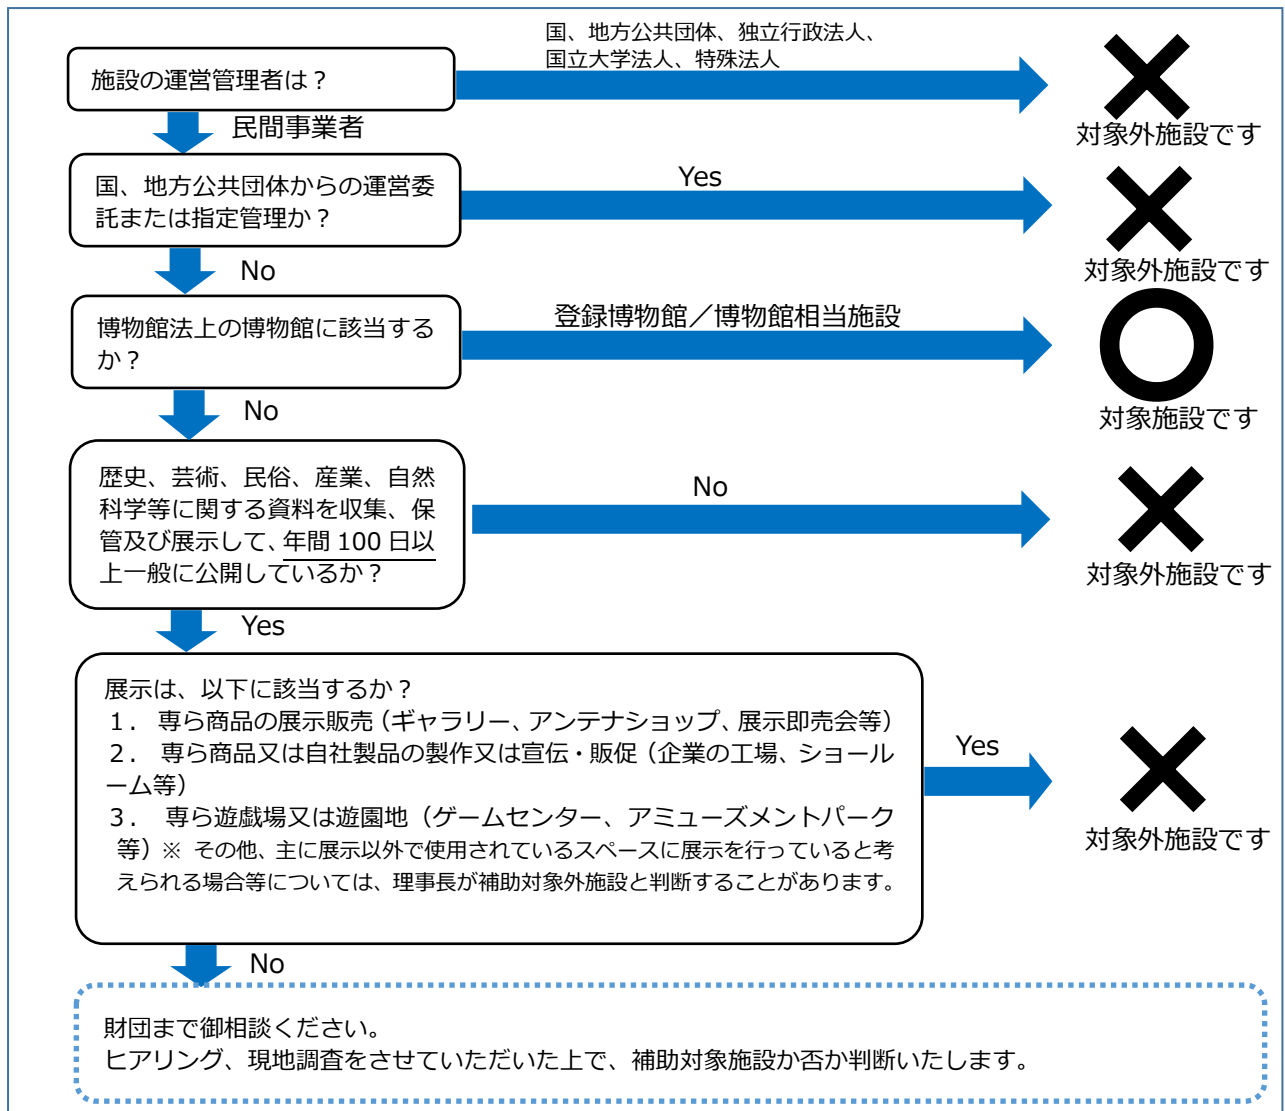 国、地方公共団体、独立行政法人、
国立大学法人、特殊法人
施設の運営管理者は？
対象外施設です
民間事業者
国、地方公共団体からの運営委
託または指定管理か？
Yes
対象外施設です
No
博物館法上の博物館に該当する
か？
登録博物館／博物館相当施設
対象施設です
No
歴史、芸術、民俗、産業、自然
科学等に関する資料を収集、保
管及び展示して、年間 100 日以
上一般に公開しているか？
No
対象外施設です
Yes
展示は、以下に該当するか？
１． 専ら商品の展示販売（ギャラリー、アンテナショップ、展示即売会等）
２． 専ら商品又は自社製品の製作又は宣伝・販促（企業の工場、ショール
ーム等）
３． 専ら遊戯場又は遊園地（ゲームセンター、アミューズメントパーク
等）※ その他、主に展示以外で使用されているスペースに展示を行っていると考
えられる場合等については、理事長が補助対象外施設と判断することがあります。
Yes
対象外施設です
No
財団まで御相談ください。
ヒアリング、現地調査をさせていただいた上で、補助対象施設か否か判断いたします。